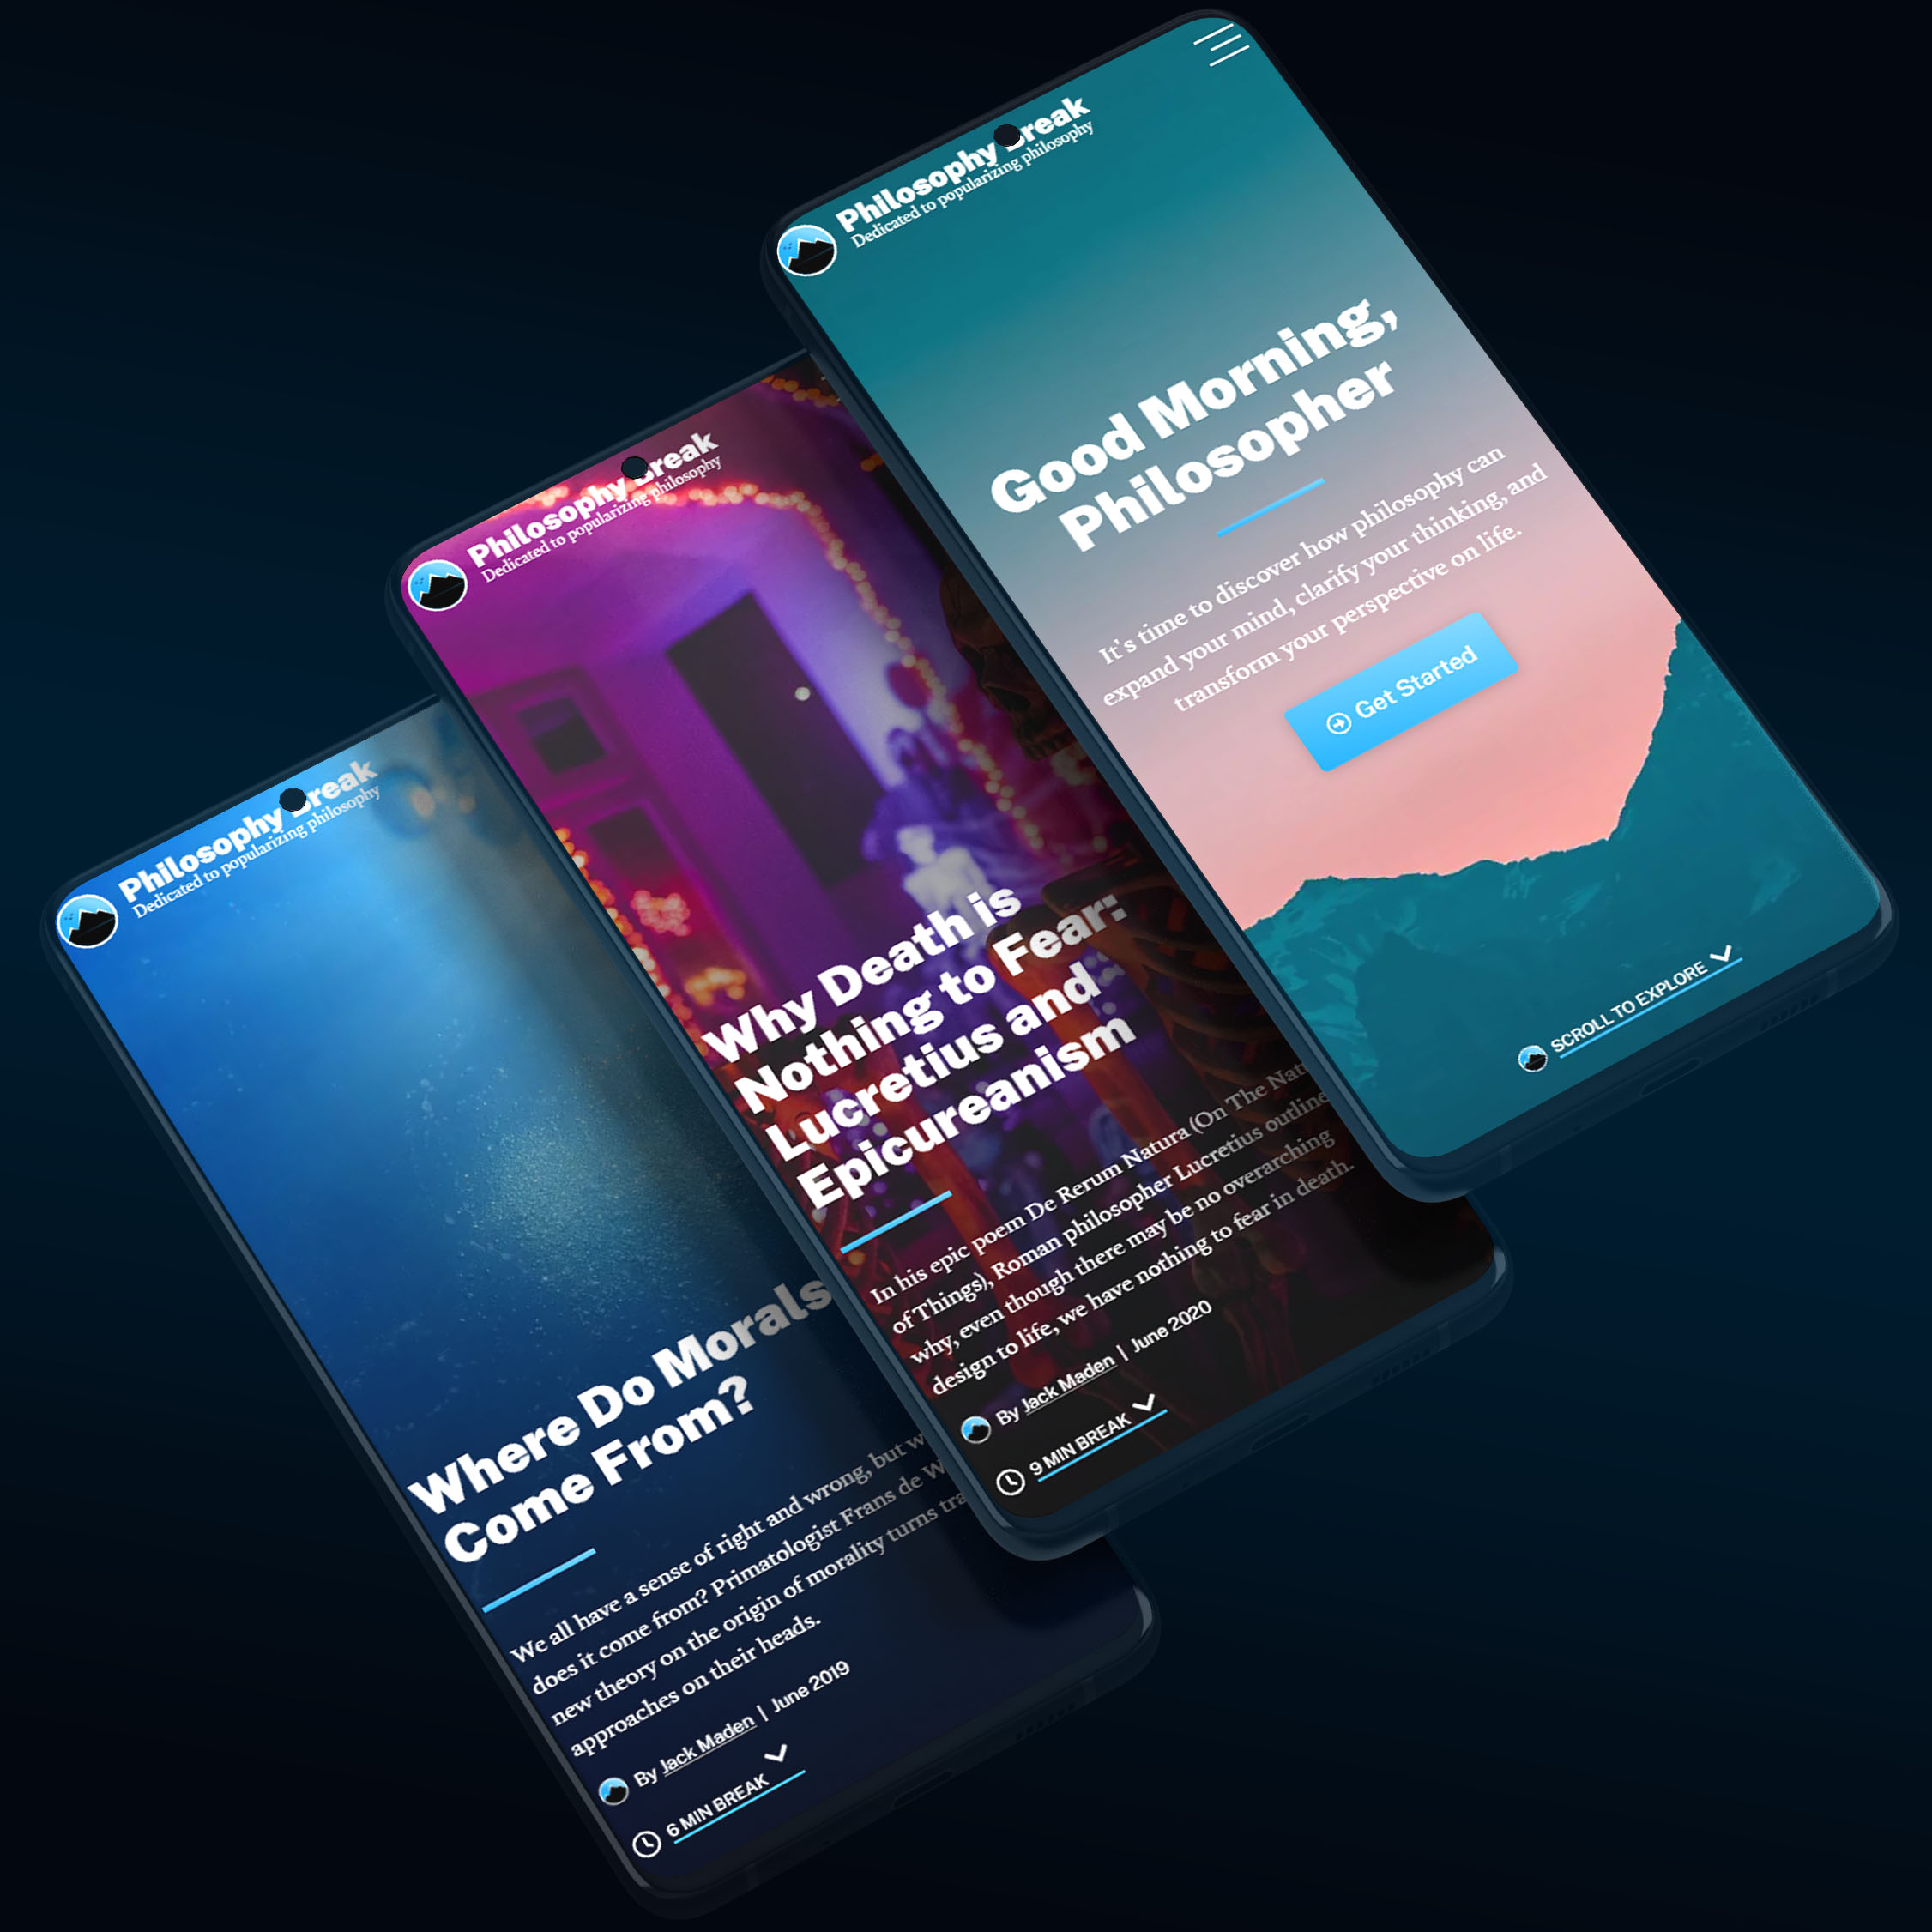 Philosophy Break
Dedicated to popularizing philosophy
Good Morning,
Philosopher
It's time to discover how philosophy can
expand your mind, clarify your thinking, and
transform your perspective on life.
Get Started
SCROLL TO EXPLORE
Philosophy Break
Dedicated to popularizing philosophy
Why Death is
Nothing to Fear:
Lucretius and
Epicureanism
In his epic poem De Rerum Natura (On The
of Things), Roman philosopher Lucretius outline
why, even though there may be no overarching
design to life, we have nothing to fear in death.
By Jack Maden | June 2020
9 MIN BREAK
Philosophy Break
Dedicated to popularizing philosophy
Where Do Morals
Come From?
We all have a sense of right and wrong, but
does it come from? Primatologist Frans de
new theory on the origin of morality turns
approaches on their heads.
By Jack Maden | June 2019
6 MIN BREAK